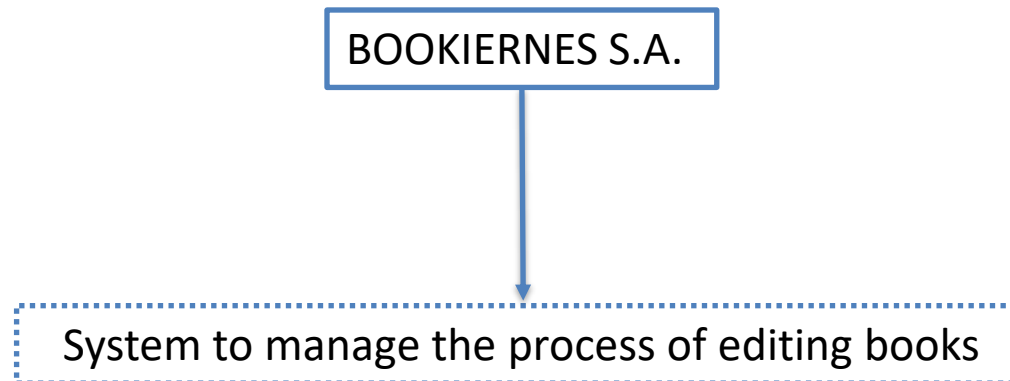 BOOKIERNES S.A.
System to manage the process of editing books